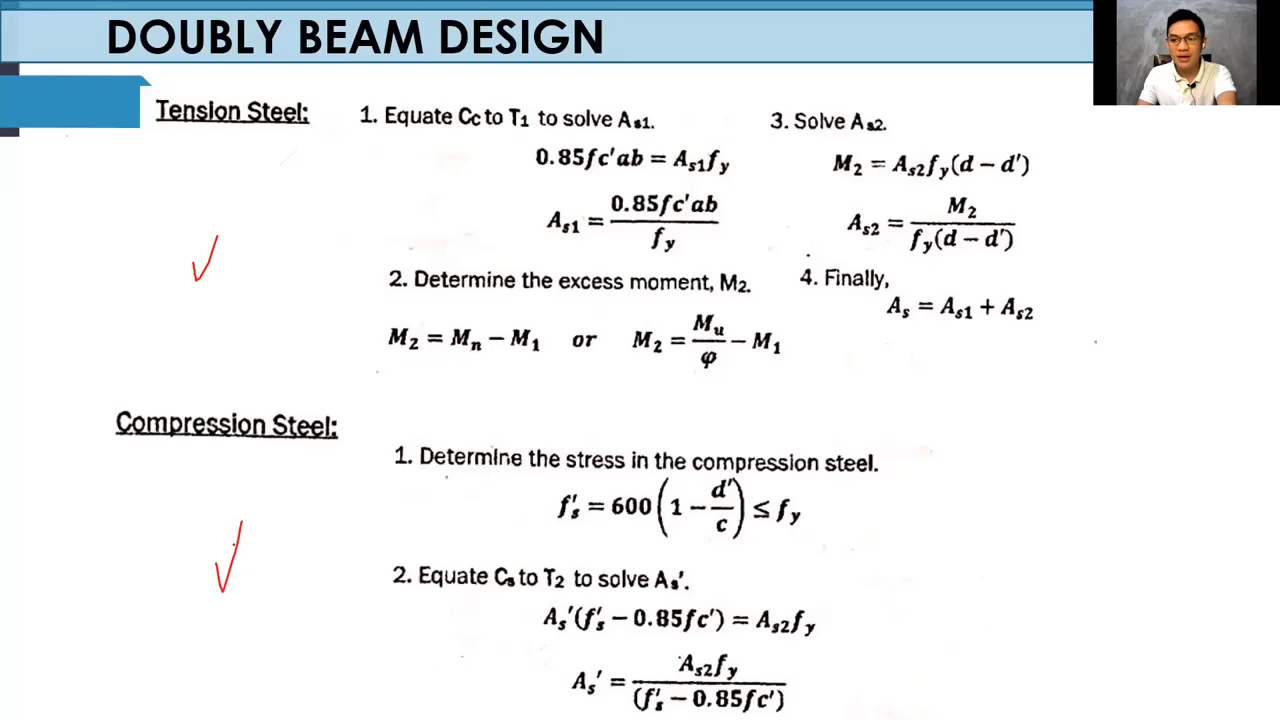 DOUBLY BEAM DESIGN
Tension Steel:
1. Equate Cc to T1 to solve As1.
0.85fc'ab = As1fy
As1 = 0.85fc'ab / fy
2. Determine the excess moment, M2.
M2 = Mn − M1 or M2 = Mu / φ − M1
3. Solve As2.
M2 = As2fy(d − d')
As2 = M2 / fy(d − d')
4. Finally,
As = As1 + As2
Compression Steel:
1. Determine the stress in the compression steel.
f's = 600(1 − d'/c) ≤ fy
2. Equate Cs to T2 to solve As'.
As'(f's − 0.85fc') = As2fy
As' = As2fy / (f's − 0.85fc')